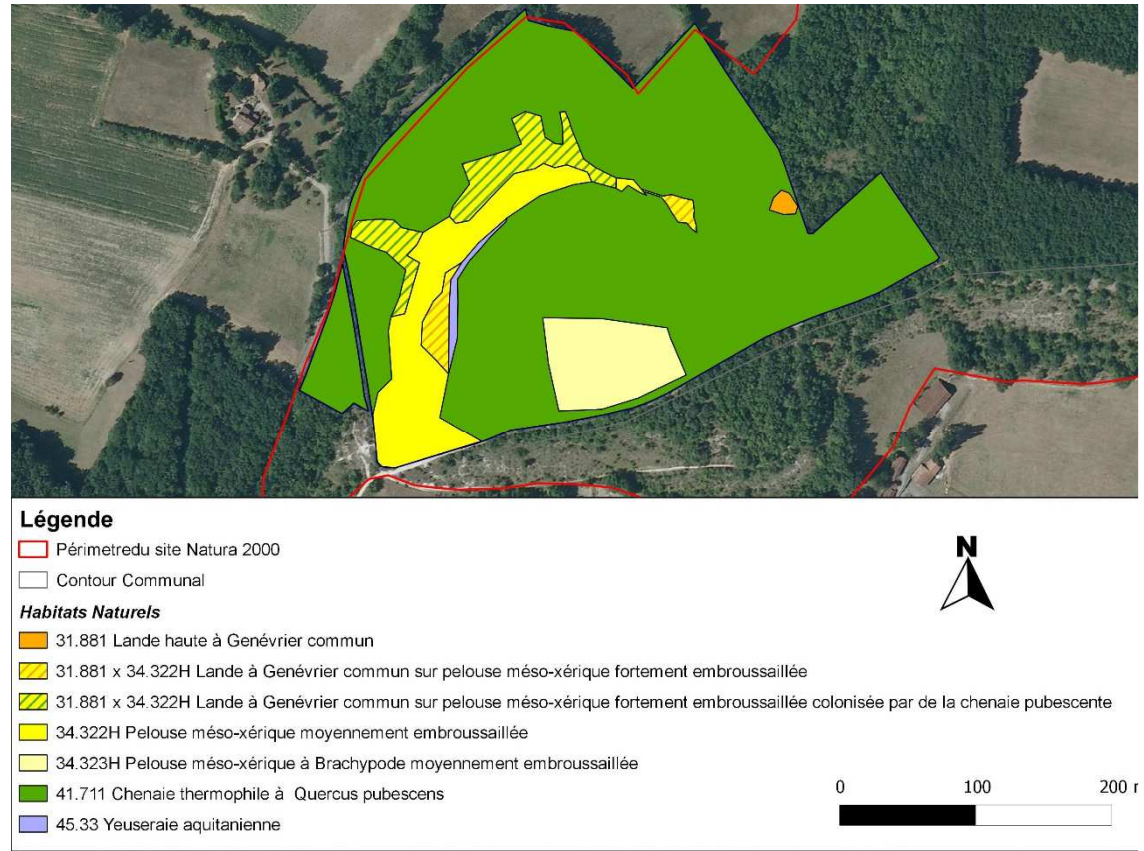 Légende
Périmetredu site Natura 2000
Contour Communal
Habitats Naturels
31.881 Lande haute à Genévrier commun
31.881 x 34.322H Lande à Genévrier commun sur pelouse méso-xérique fortement embroussaillée
31.881 x 34.322H Lande à Genévrier commun sur pelouse méso-xérique fortement embroussaillée colonisée par de la chenaie pubescente
34.322H Pelouse méso-xérique moyennement embroussaillée
34.323H Pelouse méso-xérique à Brachypode moyennement embroussaillée
41.711 Chenaie thermophile à Quercus pubescens
45.33 Yeuseraie aquitanienne
N
0 100 200 r